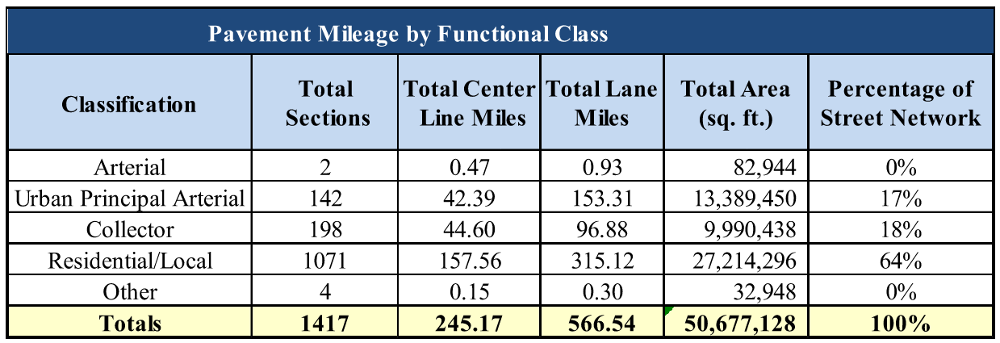 Pavement Mileage by Functional Class
Classification Total Sections Total Center Line Miles Total Lane Miles Total Area (sq. ft.) Percentage of Street Network
Arterial 2 0.47 0.93 82,944 0%
Urban Principal Arterial 142 42.39 153.31 13,389,450 17%
Collector 198 44.60 96.88 9,990,438 18%
Residential/Local 1071 157.56 315.12 27,214,296 64%
Other 4 0.15 0.30 32,948 0%
Totals 1417 245.17 566.54 50,677,128 100%